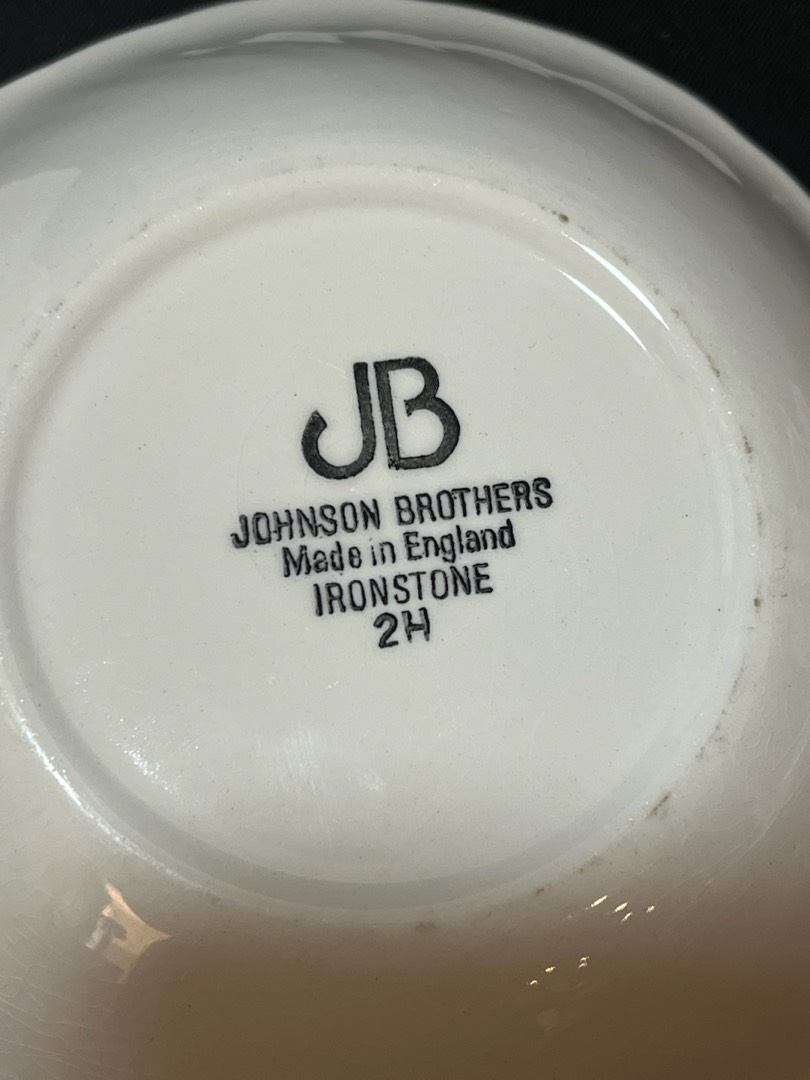 JB
JOHNSON BROTHERS
Made in England
IRONSTONE
2H